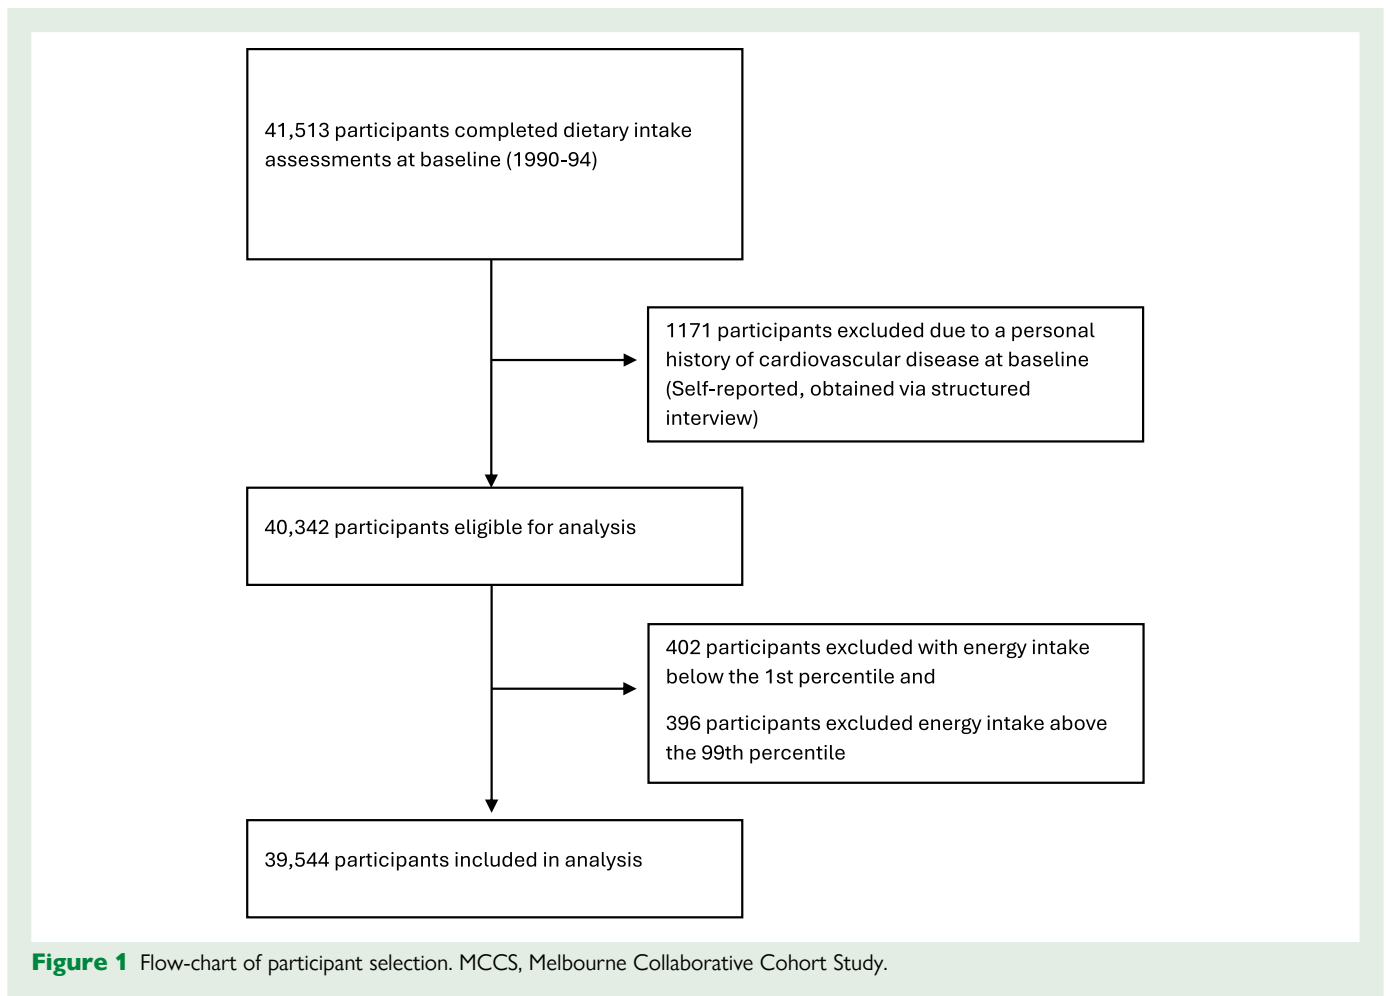 41,513 participants completed dietary intake
assessments at baseline (1990-94)
1171 participants excluded due to a personal
history of cardiovascular disease at baseline
(Self-reported, obtained via structured
interview)
40,342 participants eligible for analysis
402 participants excluded with energy intake
below the 1st percentile and
396 participants excluded energy intake above
the 99th percentile
39,544 participants included in analysis
Figure 1 Flow-chart of participant selection. MCCS, Melbourne Collaborative Cohort Study.